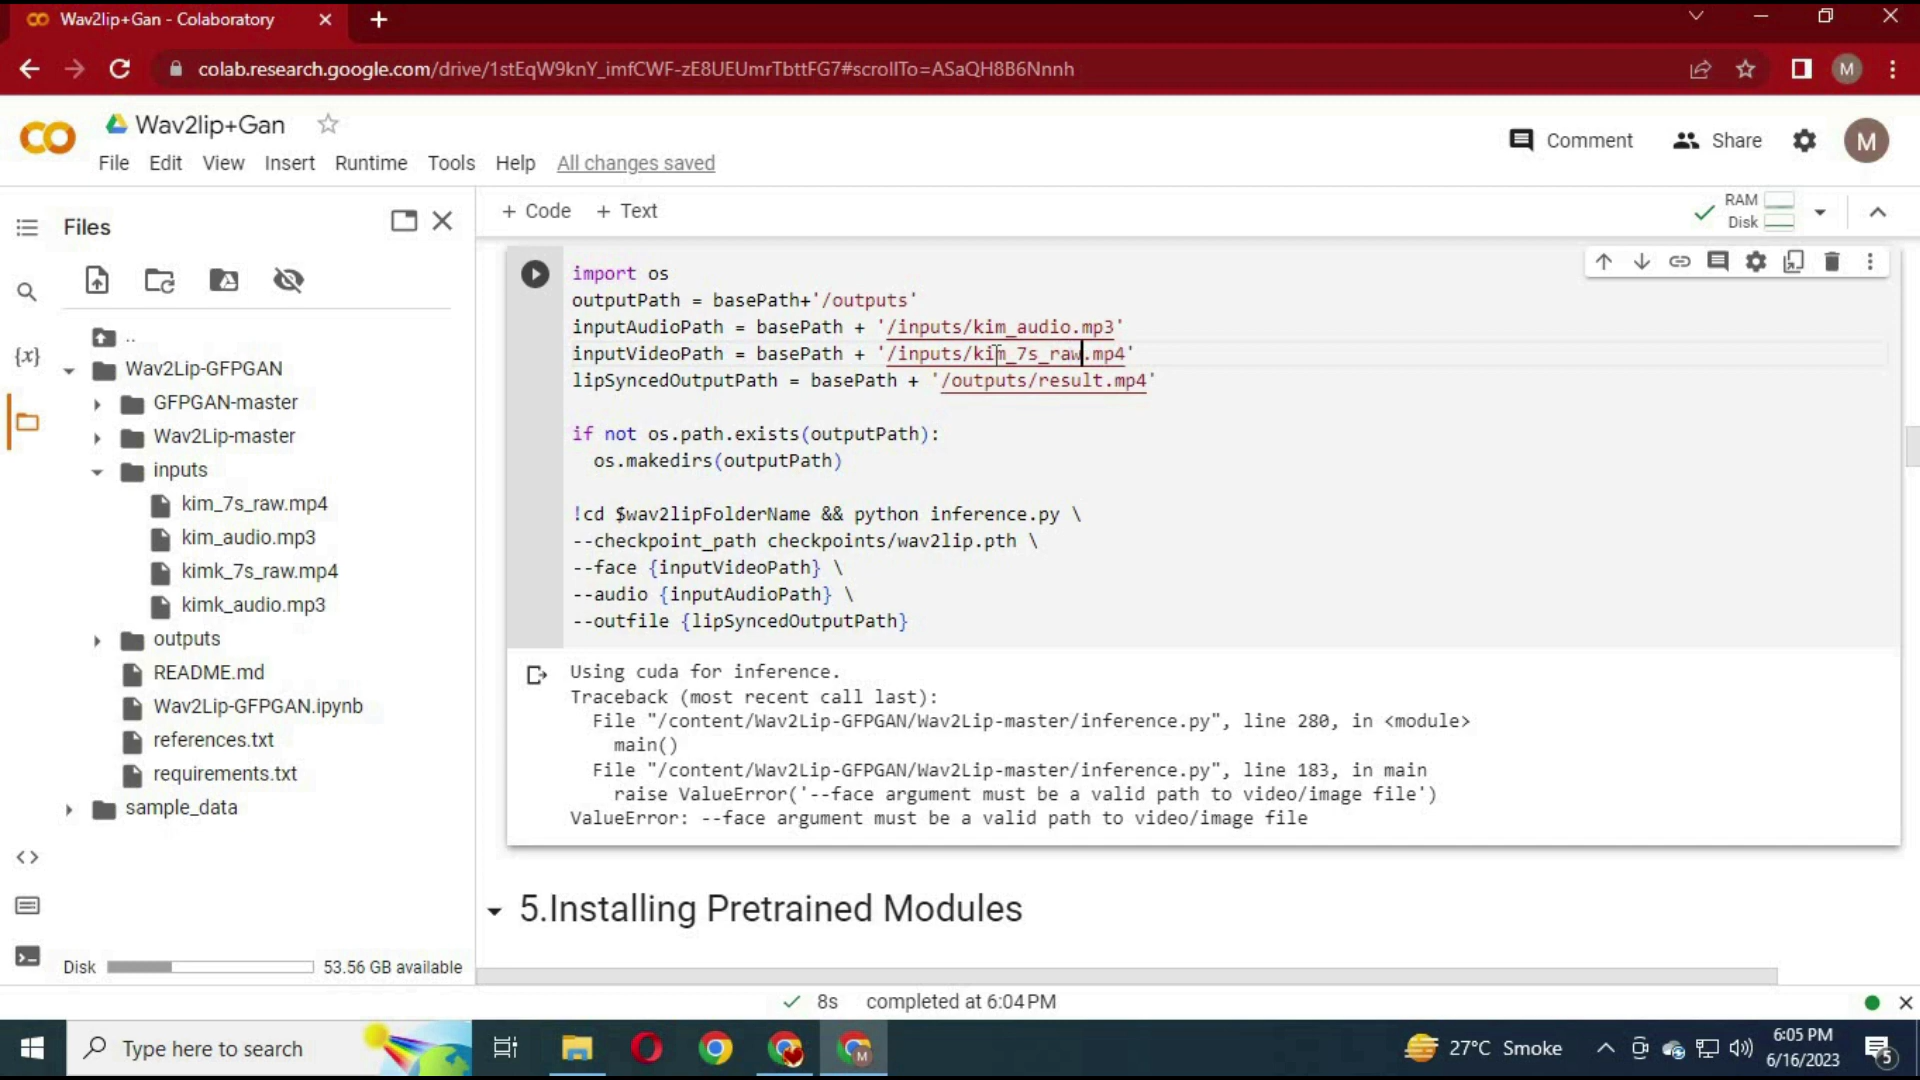 Wav2lip+Gan - Colaboratory
colab.research.google.com/drive/1stEqW9knY_imfCWF-zE8UEUmrTbttFG7#scrollTo=ASaQH8B6Nnnh
M
Wav2lip+Gan
File Edit View Insert Runtime Tools Help All changes saved
Comment
Share
M
Files
+ Code + Text
RAM
Disk
..
Wav2Lip-GFPGAN
GFPGAN-master
Wav2Lip-master
inputs
kim_7s_raw.mp4
kim_audio.mp3
kimk_7s_raw.mp4
kimk_audio.mp3
outputs
README.md
Wav2Lip-GFPGAN.ipynb
references.txt
requirements.txt
sample_data
Disk 53.56 GB available
import os
outputPath = basePath+'/outputs'
inputAudioPath = basePath + '/inputs/kim_audio.mp3'
inputVideoPath = basePath + '/inputs/kim_7s_raw.mp4'
lipSyncedOutputPath = basePath + '/outputs/result.mp4'
if not os.path.exists(outputPath):
os.makedirs(outputPath)
!cd $wav2lipFolderName && python inference.py \
--checkpoint_path checkpoints/wav2lip.pth \
--face {inputVideoPath} \
--audio {inputAudioPath} \
--outfile {lipSyncedOutputPath}
Using cuda for inference.
Traceback (most recent call last):
File "/content/Wav2Lip-GFPGAN/Wav2Lip-master/inference.py", line 280, in <module>
main()
File "/content/Wav2Lip-GFPGAN/Wav2Lip-master/inference.py", line 183, in main
raise ValueError('--face argument must be a valid path to video/image file')
ValueError: --face argument must be a valid path to video/image file
5.Installing Pretrained Modules
8s completed at 6:04 PM
Type here to search
M
27°C Smoke
6:05 PM
6/16/2023
5